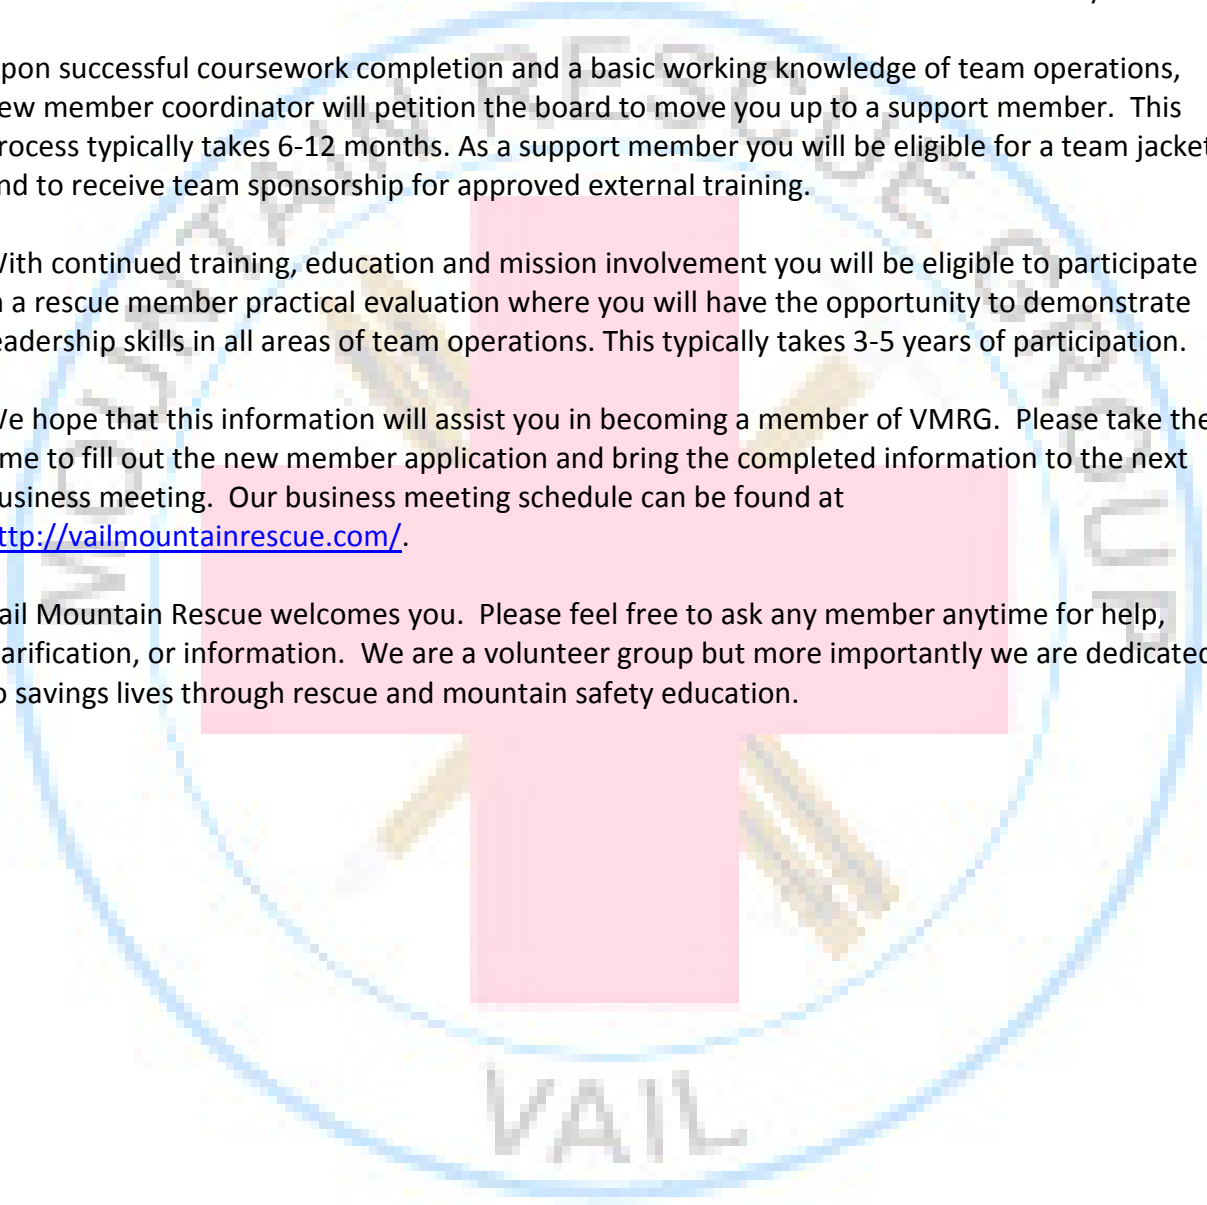 pon successful coursework completion and a basic working knowledge of team operations,
ew member coordinator will petition the board to move you up to a support member.  This
rocess typically takes 6-12 months. As a support member you will be eligible for a team jacket
nd to receive team sponsorship for approved external training.
ith continued training, education and mission involvement you will be eligible to participate
a rescue member practical evaluation where you will have the opportunity to demonstrate
eadership skills in all areas of team operations. This typically takes 3-5 years of participation.
We hope that this information will assist you in becoming a member of VMRG.  Please take the
me to fill out the new member application and bring the completed information to the next
usiness meeting.  Our business meeting schedule can be found at
ttp://vailmountainrescue.com/.
ail Mountain Rescue welcomes you.  Please feel free to ask any member anytime for help,
arification, or information.  We are a volunteer group but more importantly we are dedicated
o savings lives through rescue and mountain safety education.
MOUNTAIN RESCUE GROUP
VAIL